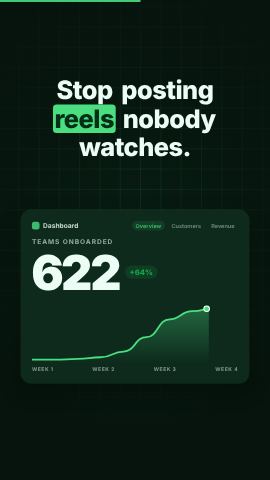 Stop posting
reels nobody
watches.
Dashboard
Overview Customers Revenue
TEAMS ONBOARDED
622 +64%
WEEK 1 WEEK 2 WEEK 3 WEEK 4